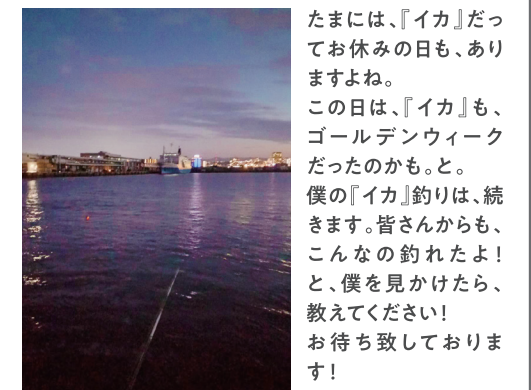 たまには、『イカ』だっ
てお休みの日も、あり
ますよね。
この日は、『イカ』も、
ゴールデンウィーク
だったのかも。と。
僕の『イカ』釣りは、続
きます。皆さんからも、
こんなの釣れたよ！
と、僕を見かけたら、
教えてください！
お待ち致しておりま
す！